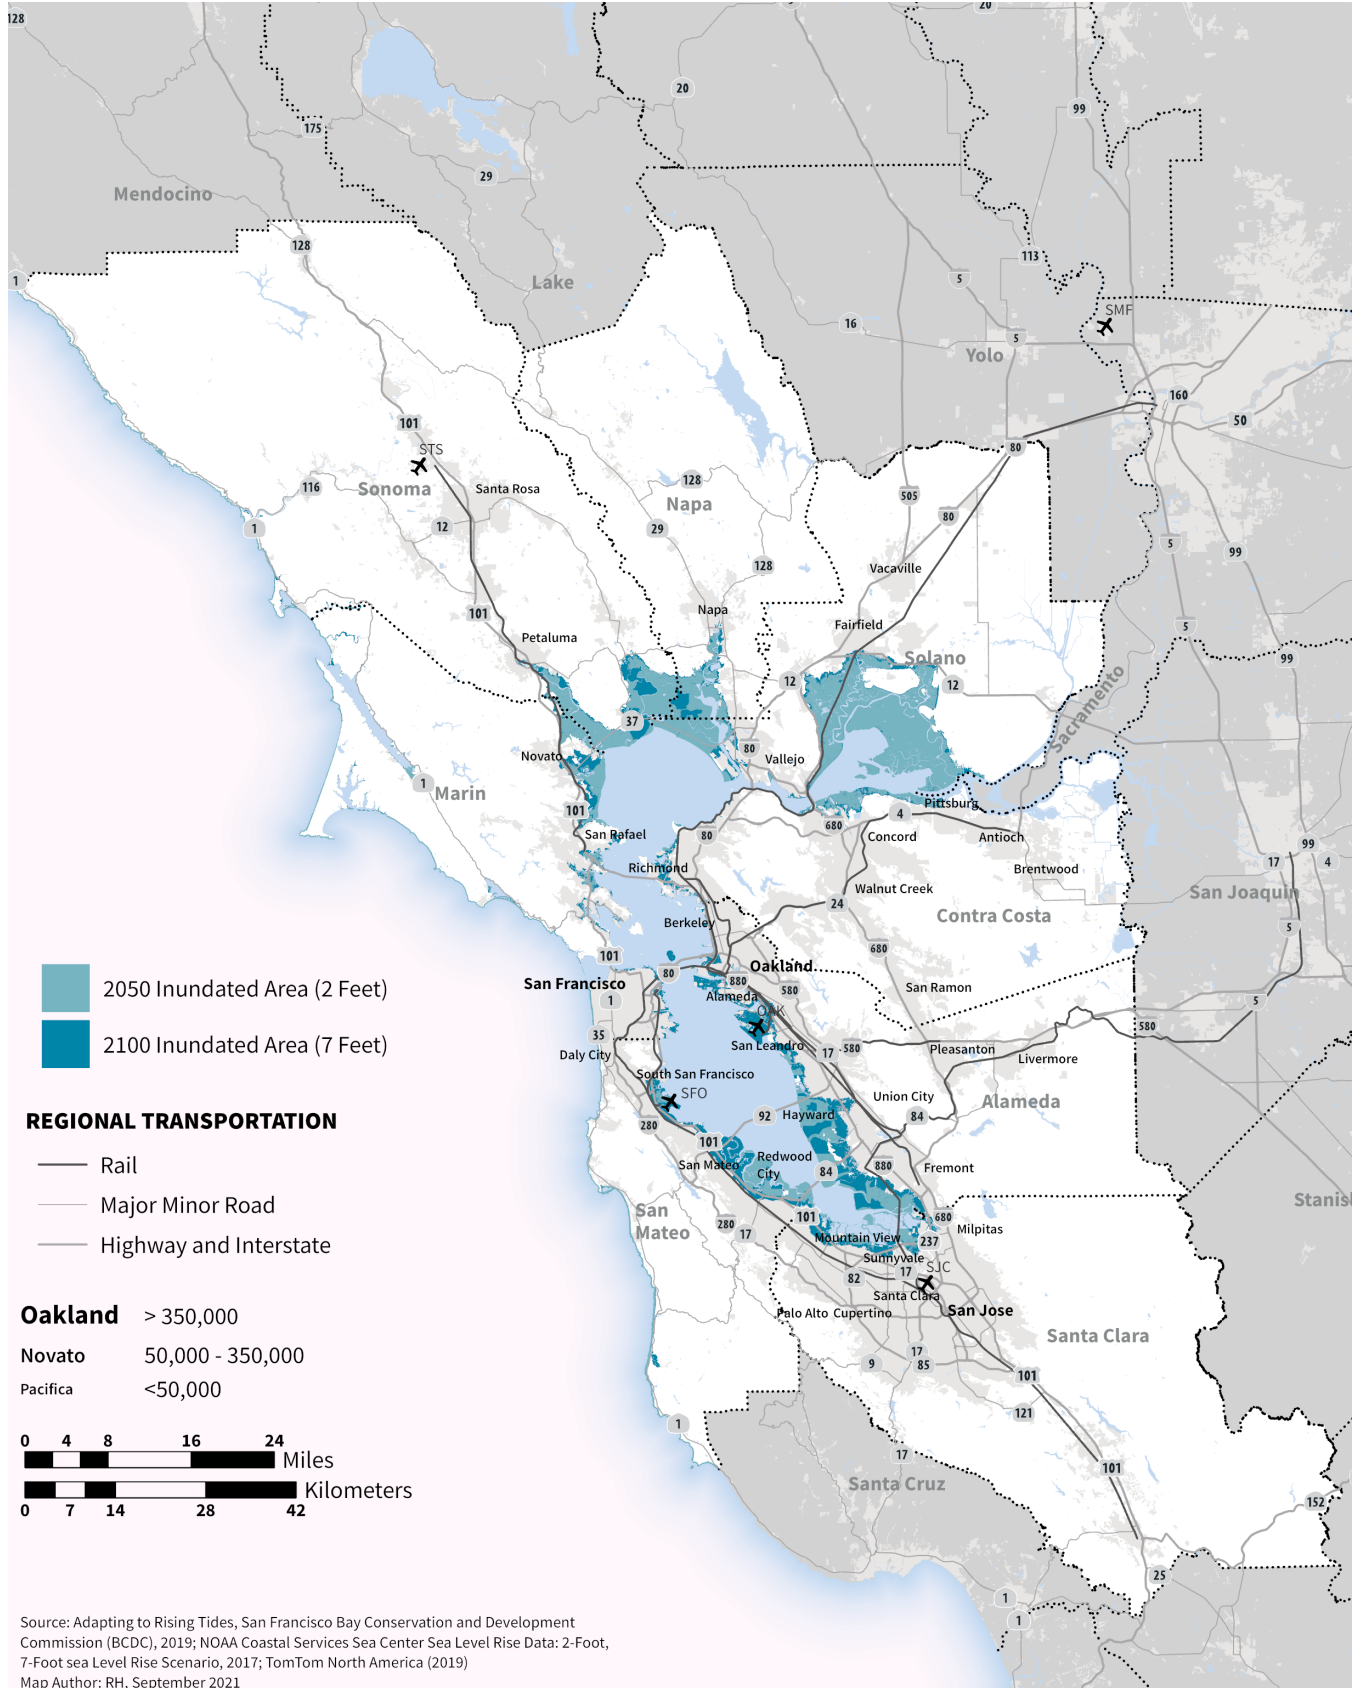 128
20
20
99
175
29
Mendocino
128
113
Lake
1
5
SMF
16
5
Yolo
160
50
101
STS
80
116
Sonoma
Santa Rosa
128
Napa
505
80
12
1
29
5
99
128
Vacaville
101
Napa
5
Petaluma
Fairfield
Solano
99
12
12
Sacramento
37
80
Novato
Vallejo
1
Marin
101
Pittsburg
4
680
San Rafael
80
Concord
Antioch
99
17
4
Richmond
Brentwood
Walnut Creek
San Joaquin
24
Contra Costa
Berkeley
5
680
101
Oakland
80
San Francisco
880
580
San Ramon
1
Alameda
5
OAK
580
35
San Leandro
17
580
Pleasanton
Daly City
Livermore
South San Francisco
SFO
Union City
Alameda
92
Hayward
84
280
101
Redwood
City
San Mateo
84
880
Fremont
Stanisl
San
Mateo
101
680
280
17
Milpitas
Mountain View
237
Sunnyvale
SJC
17
82
Santa Clara
Palo Alto
Cupertino
San Jose
Santa Clara
17
9
85
101
121
1
17
101
Santa Cruz
152
25
1
1
2050 Inundated Area (2 Feet)
2100 Inundated Area (7 Feet)
REGIONAL TRANSPORTATION
Rail
Major Minor Road
Highway and Interstate
Oakland > 350,000
Novato 50,000 - 350,000
Pacifica <50,000
0 4 8 16 24
Miles
Kilometers
0 7 14 28 42
Source: Adapting to Rising Tides, San Francisco Bay Conservation and Development
Commission (BCDC), 2019; NOAA Coastal Services Sea Center Sea Level Rise Data: 2-Foot,
7-Foot sea Level Rise Scenario, 2017; TomTom North America (2019)
Map Author: RH, September 2021